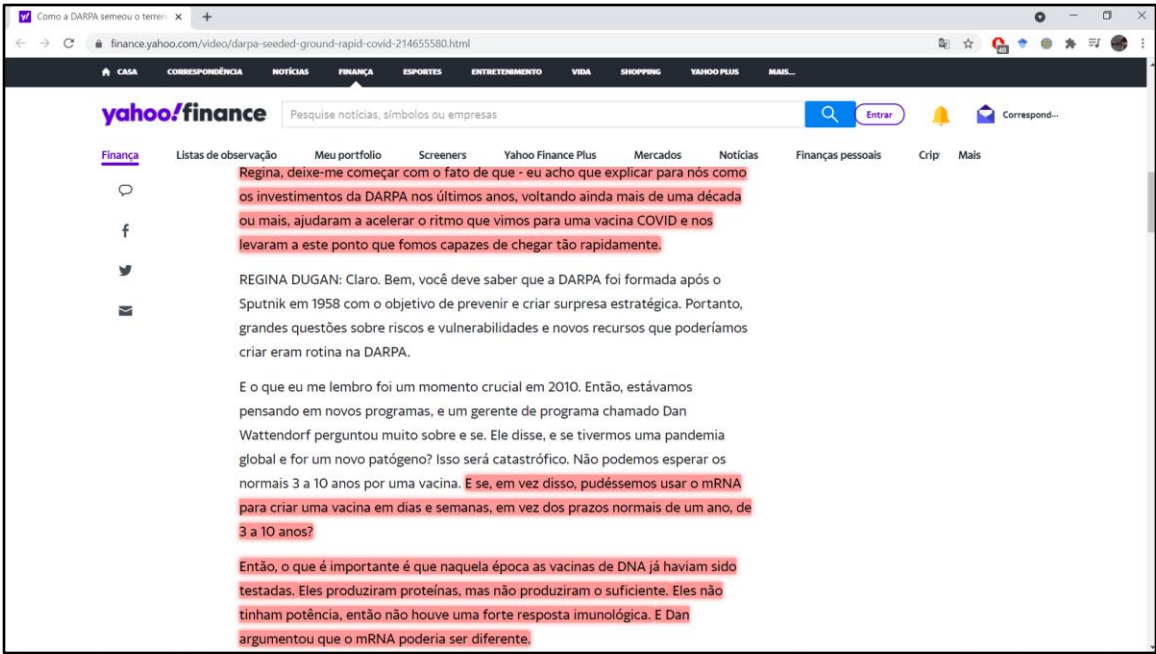 Como a DARPA semeou o terren
finance.yahoo.com/video/darpa-seeded-ground-rapid-covid-214655580.html
CASA CORRESPONDÊNCIA NOTÍCIAS FINANÇA ESPORTES ENTRETENIMENTO VIDA SHOPPING YAHOO PLUS MAIS...
yahoo!finance Pesquise notícias, símbolos ou empresas Entrar Correspond...
Finança Listas de observação Meu portfolio Screeners Yahoo Finance Plus Mercados Notícias Finanças pessoais Crip Mais
Regina, deixe-me começar com o fato de que - eu acho que explicar para nós como
os investimentos da DARPA nos últimos anos, voltando ainda mais de uma década
ou mais, ajudaram a acelerar o ritmo que vimos para uma vacina COVID e nos
levaram a este ponto que fomos capazes de chegar tão rapidamente.
REGINA DUGAN: Claro. Bem, você deve saber que a DARPA foi formada após o
Sputnik em 1958 com o objetivo de prevenir e criar surpresa estratégica. Portanto,
grandes questões sobre riscos e vulnerabilidades e novos recursos que poderíamos
criar eram rotina na DARPA.
E o que eu me lembro foi um momento crucial em 2010. Então, estávamos
pensando em novos programas, e um gerente de programa chamado Dan
Wattendorf perguntou muito sobre e se. Ele disse, e se tivermos uma pandemia
global e for um novo patógeno? Isso será catastrófico. Não podemos esperar os
normais 3 a 10 anos por uma vacina. E se, em vez disso, pudéssemos usar o mRNA
para criar uma vacina em dias e semanas, em vez dos prazos normais de um ano, de
3 a 10 anos?
Então, o que é importante é que naquela época as vacinas de DNA já haviam sido
testadas. Eles produziram proteínas, mas não produziram o suficiente. Eles não
tinham potência, então não houve uma forte resposta imunológica. E Dan
argumentou que o mRNA poderia ser diferente.